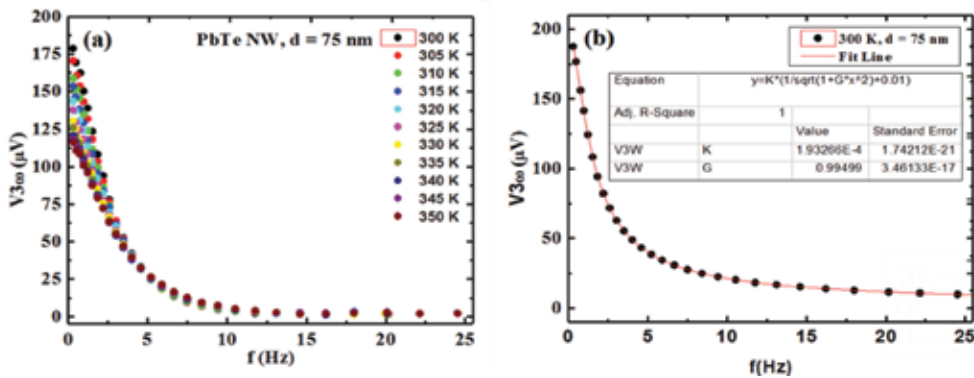 (a)
PbTe NW, d = 75 nm
300 K
305 K
310 K
315 K
320 K
325 K
330 K
335 K
340 K
345 K
350 K
200
175
150
125
100
75
50
25
0
V3ω (μV)
0
5
10
15
20
25
f (Hz)
(b)
300 K, d = 75 nm
Fit Line
Equation
y=K*(1/sqrt(1+G*x^2)+0.01)
Adj. R-Square
1
Value
Standard Error
V3W
K
1.93266E-4
1.74212E-21
V3W
G
0.99499
3.46133E-17
200
150
100
50
0
V3ω (μV)
0
5
10
15
20
25
f(Hz)